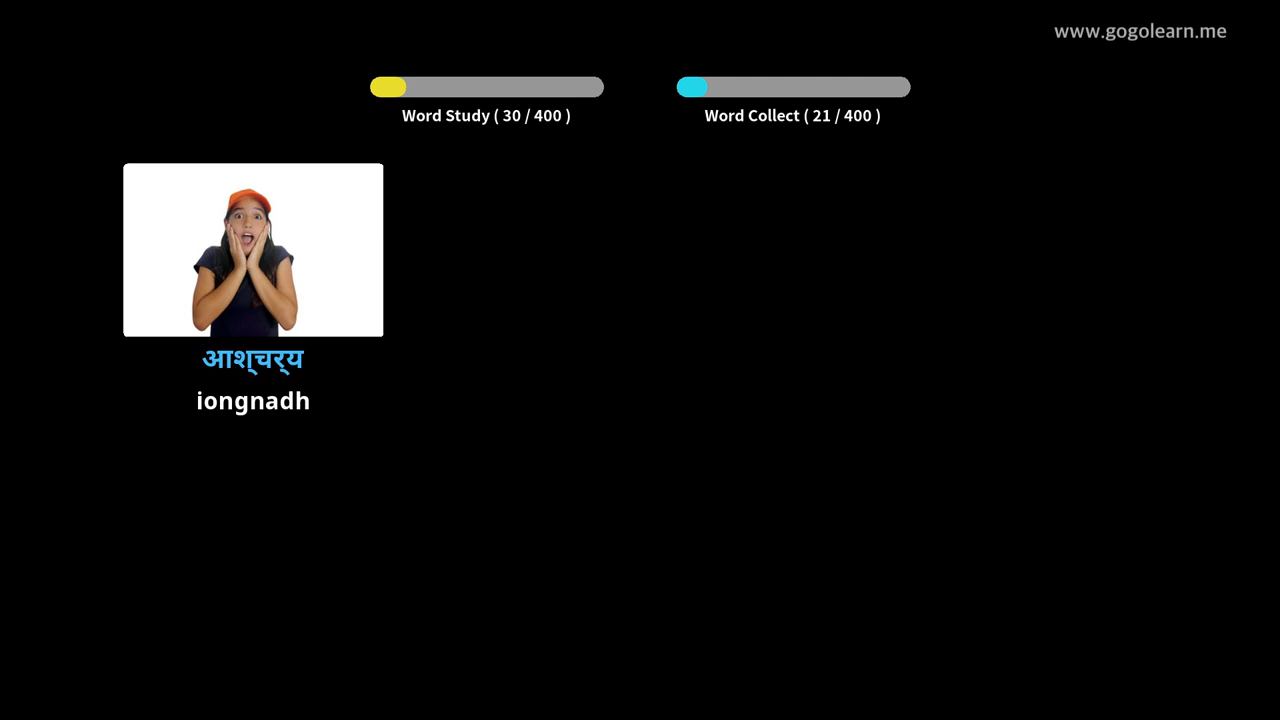 www.gogolearn.me
Word Study ( 30 / 400 )
Word Collect ( 21 / 400 )
आश्चर्य
iongnadh